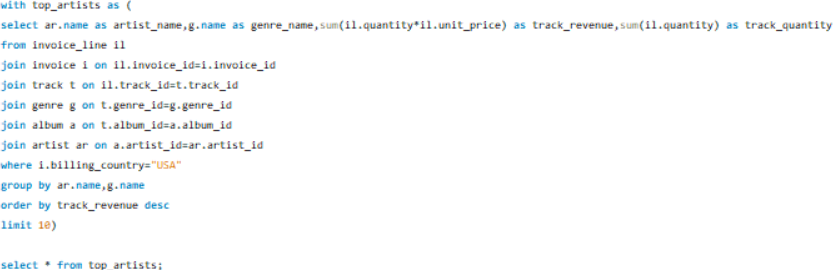 with top_artists as (
select ar.name as artist_name,g.name as genre_name,sum(il.quantity*il.unit_price) as track_revenue,sum(il.quantity) as track_quantity
from invoice_line il
join invoice i on il.invoice_id=i.invoice_id
join track t on il.track_id=t.track_id
join genre g on t.genre_id=g.genre_id
join album a on t.album_id=a.album_id
join artist ar on a.artist_id=ar.artist_id
where i.billing_country="USA"
group by ar.name,g.name
order by track_revenue desc
limit 10)
select * from top_artists;